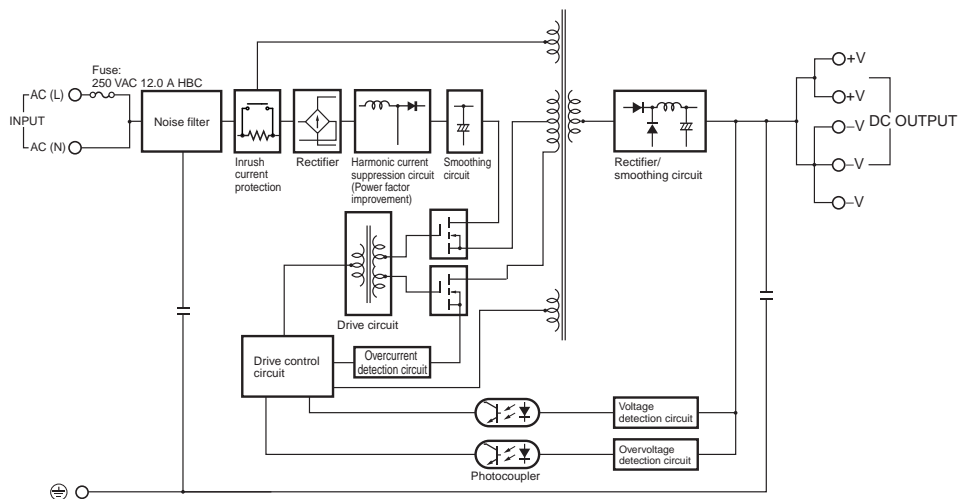 Fuse:
250 VAC 12.0 A HBC
AC (L)
INPUT
AC (N)
Noise filter
Inrush
current
protection
Rectifier
Harmonic current
suppression circuit
(Power factor
improvement)
Smoothing
circuit
Rectifier/
smoothing circuit
+V
+V
–V
DC OUTPUT
–V
–V
Drive circuit
Drive control
circuit
Overcurrent
detection circuit
Voltage
detection circuit
Overvoltage
detection circuit
Photocoupler